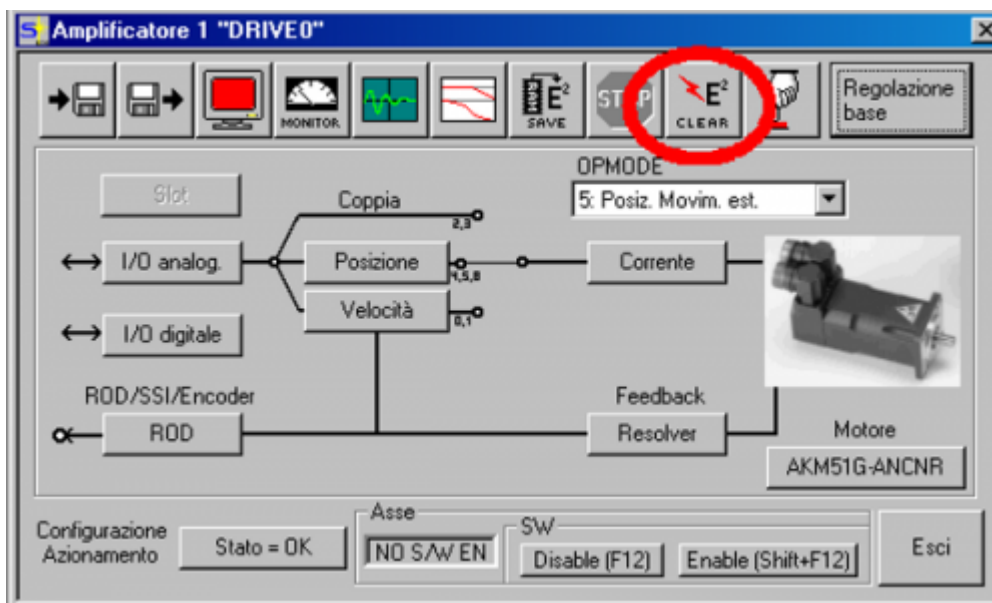 Amplificatore 1 "DRIVE0"
MONITOR
RAM E² SAVE
STOP
E² CLEAR
Regolazione base
OPMODE
5: Posiz. Movim. est.
Slot
Coppia
2,3
I/O analog.
Posizione
4,5,8
Corrente
Velocità
0,1
I/O digitale
ROD/SSI/Encoder
Feedback
ROD
Resolver
Motore
AKM51G-ANCNR
Configurazione Azionamento
Stato = OK
Asse
NO S/W EN
SW
Disable (F12)
Enable (Shift+F12)
Esci